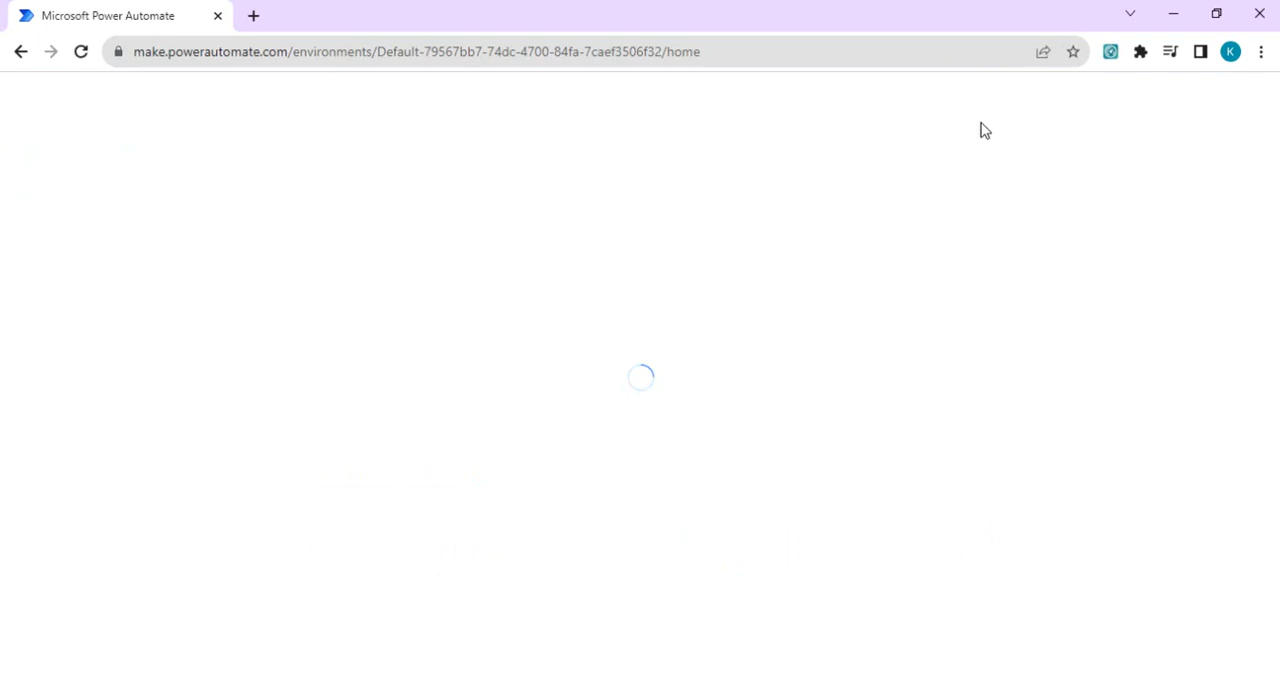 Microsoft Power Automate
make.powerautomate.com/environments/Default-79567bb7-74dc-4700-84fa-7caef3506f32/home
K